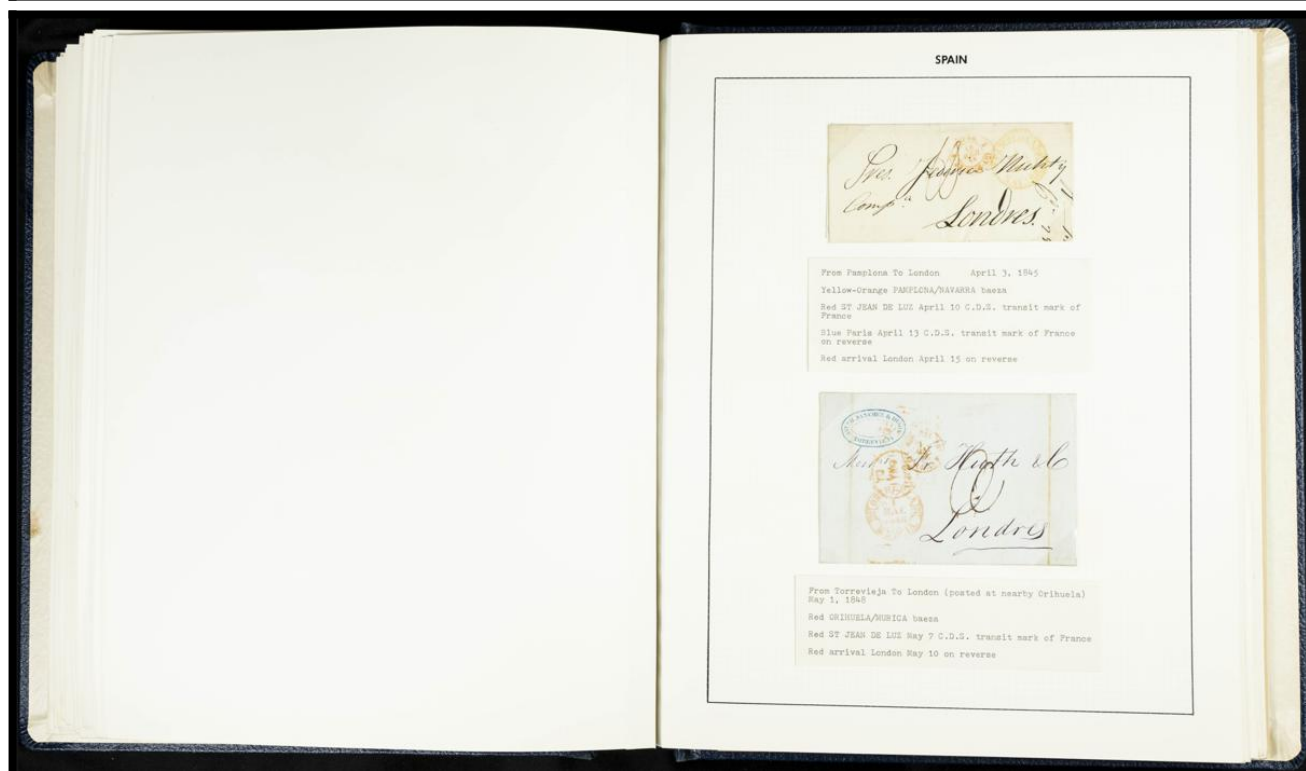 SPAIN
Londres.
From Pamplona To London April 3, 1845
Yellow-Orange PAMPLONA/NAVARRA baeza
Red ST JEAN DE LUZ April 10 C.D.S. transit mark of
France
Blue Paris April 13 C.D.S. transit mark of France
on reverse
Red arrival London April 15 on reverse
Fr Huth & C
Londres
From Torrevieja To London (posted at nearby Orihuela)
May 1, 1848
Red ORIHUELA/MURICA baeza
Red ST JEAN DE LUZ May 7 C.D.S. transit mark of France
Red arrival London May 10 on reverse